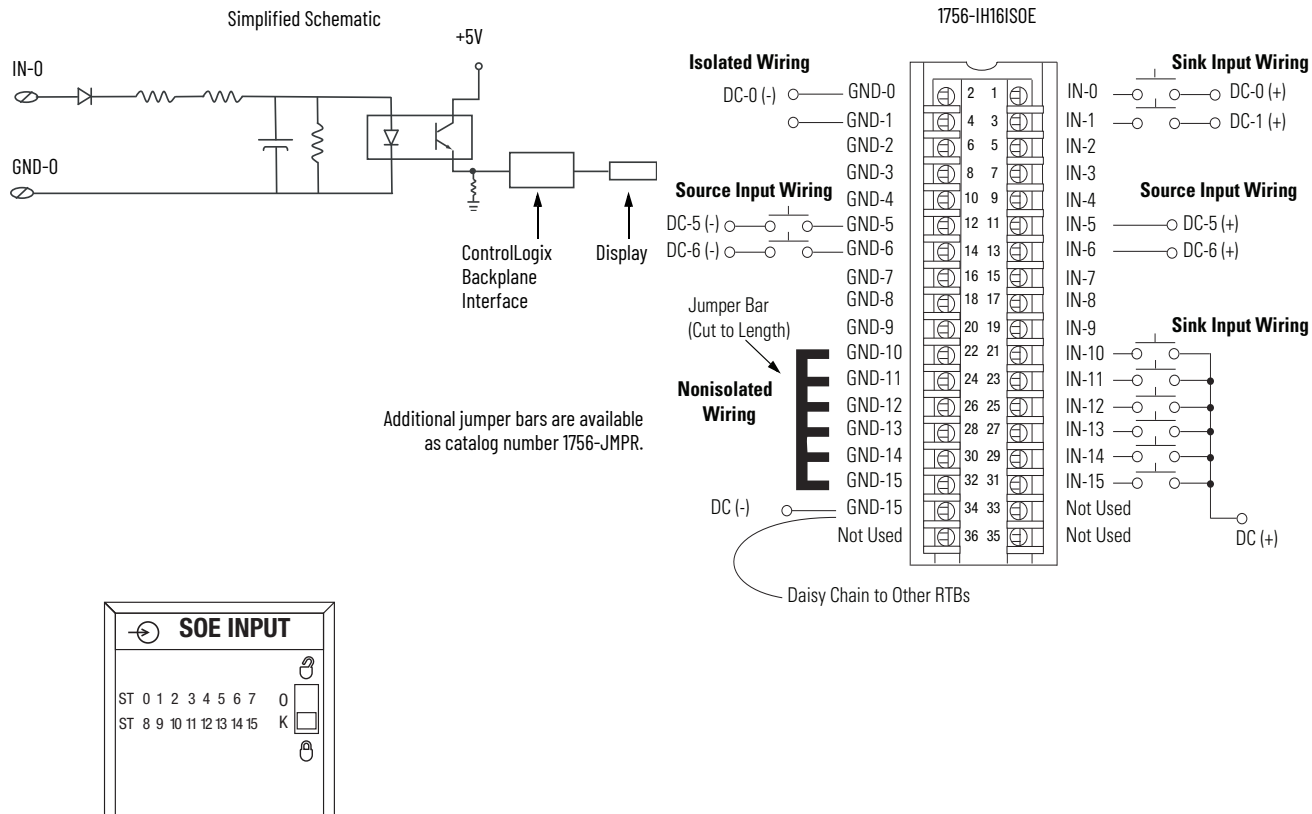 Simplified Schematic
+5V
IN-0
GND-0
ControlLogix
Backplane
Interface
Display
Additional jumper bars are available
as catalog number 1756-JMPR.
1756-IH16ISOE
Isolated Wiring
Sink Input Wiring
DC-0 (-) GND-0 2 1 IN-0 DC-0 (+)
GND-1 4 3 IN-1 DC-1 (+)
GND-2 6 5 IN-2
GND-3 8 7 IN-3
Source Input Wiring
Source Input Wiring
GND-4 10 9 IN-4
DC-5 (-) GND-5 12 11 IN-5 DC-5 (+)
DC-6 (-) GND-6 14 13 IN-6 DC-6 (+)
GND-7 16 15 IN-7
GND-8 18 17 IN-8
Jumper Bar
(Cut to Length)
GND-9 20 19 IN-9
Sink Input Wiring
GND-10 22 21 IN-10
GND-11 24 23 IN-11
Nonisolated
Wiring
GND-12 26 25 IN-12
GND-13 28 27 IN-13
GND-14 30 29 IN-14
GND-15 32 31 IN-15
DC (-) GND-15 34 33 Not Used
Not Used 36 35 Not Used
DC (+)
Daisy Chain to Other RTBs
SOE INPUT
ST 0 1 2 3 4 5 6 7 O
ST 8 9 10 11 12 13 14 15 K